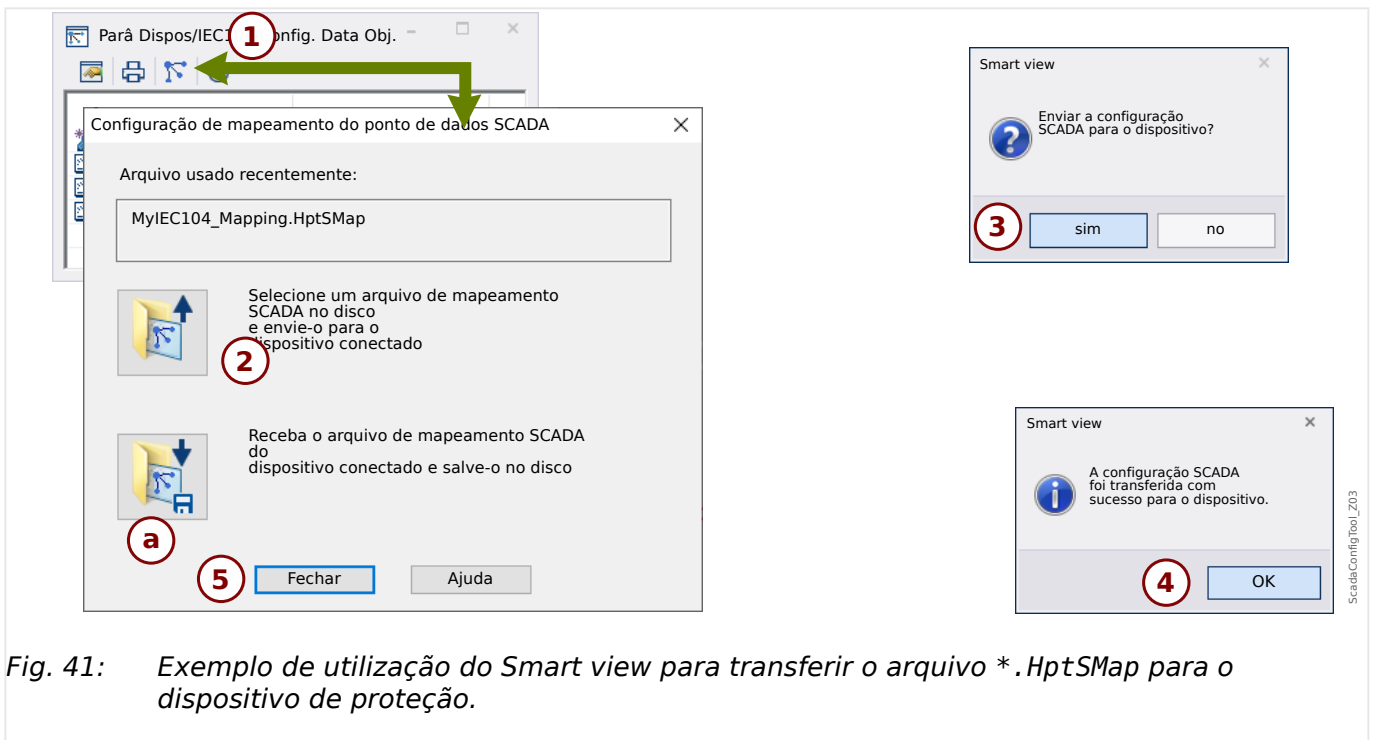 Parâ Dispos/IEC1 onfig. Data Obj.
1
Configuração de mapeamento do ponto de dados SCADA
Arquivo usado recentemente:
MyIEC104_Mapping.HptSMap
Selecione um arquivo de mapeamento
SCADA no disco
e envie-o para o
dispositivo conectado
2
Receba o arquivo de mapeamento SCADA
do
dispositivo conectado e salve-o no disco
a
5
Fechar
Ajuda
Smart view
Enviar a configuração
SCADA para o dispositivo?
3
sim
no
Smart view
A configuração SCADA
foi transferida com
sucesso para o dispositivo.
4
OK
ScadaConfigTool_Z03
Fig. 41: Exemplo de utilização do Smart view para transferir o arquivo *.HptSMap para o
dispositivo de proteção.